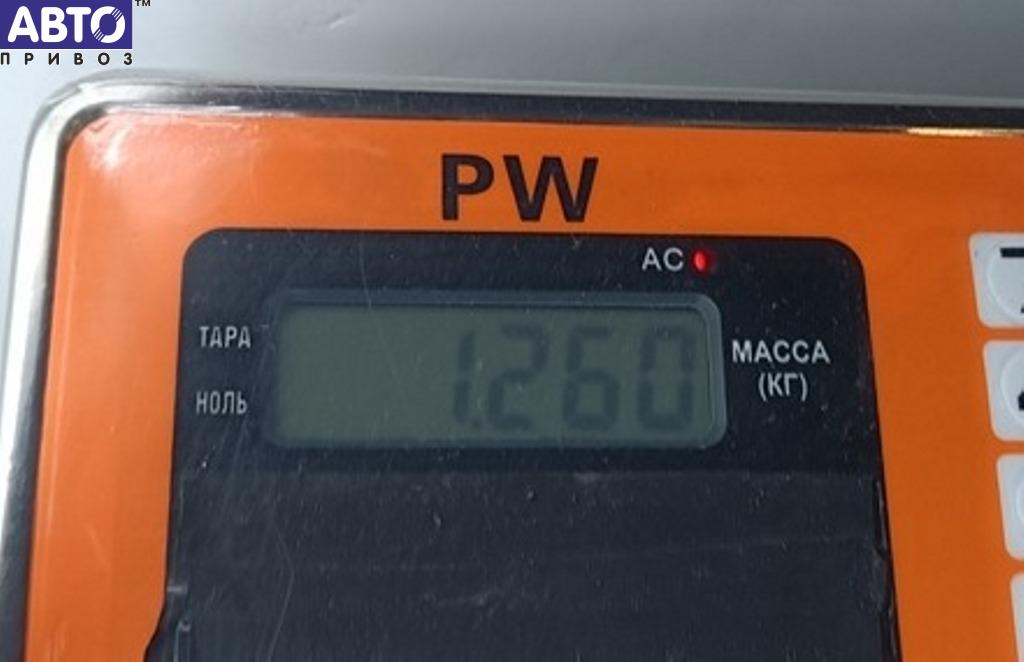 АВТО™
ПРИВОЗ
PW
AC
ТАРА
НОЛЬ
1.260
МАССА
(КГ)